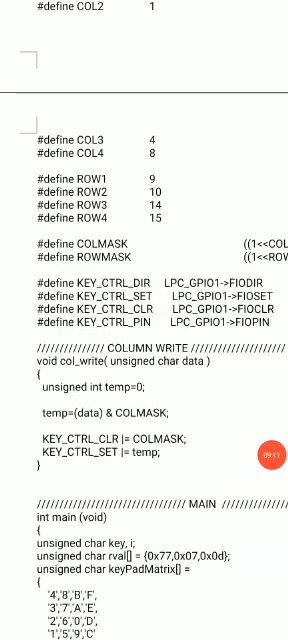 #define COL2 1
#define COL3 4
#define COL4 8
#define ROW1 9
#define ROW2 10
#define ROW3 14
#define ROW4 15
#define COLMASK ((1<<COL
#define ROWMASK ((1<<ROW
#define KEY_CTRL_DIR LPC_GPIO1->FIODIR
#define KEY_CTRL_SET LPC_GPIO1->FIOSET
#define KEY_CTRL_CLR LPC_GPIO1->FIOCLR
#define KEY_CTRL_PIN LPC_GPIO1->FIOPIN
/////////////// COLUMN WRITE /////////////////////
void col_write( unsigned char data )
{
unsigned int temp=0;
temp=(data) & COLMASK;
KEY_CTRL_CLR |= COLMASK;
KEY_CTRL_SET |= temp;
}
09:11
///////////////////////////////// MAIN ///////////////
int main (void)
{
unsigned char key, i;
unsigned char rval[] = {0x77,0x07,0x0d};
unsigned char keyPadMatrix[] =
{
'4','8','B','F',
'3','7','A','E',
'2','6','0','D',
'1','5','9','C'